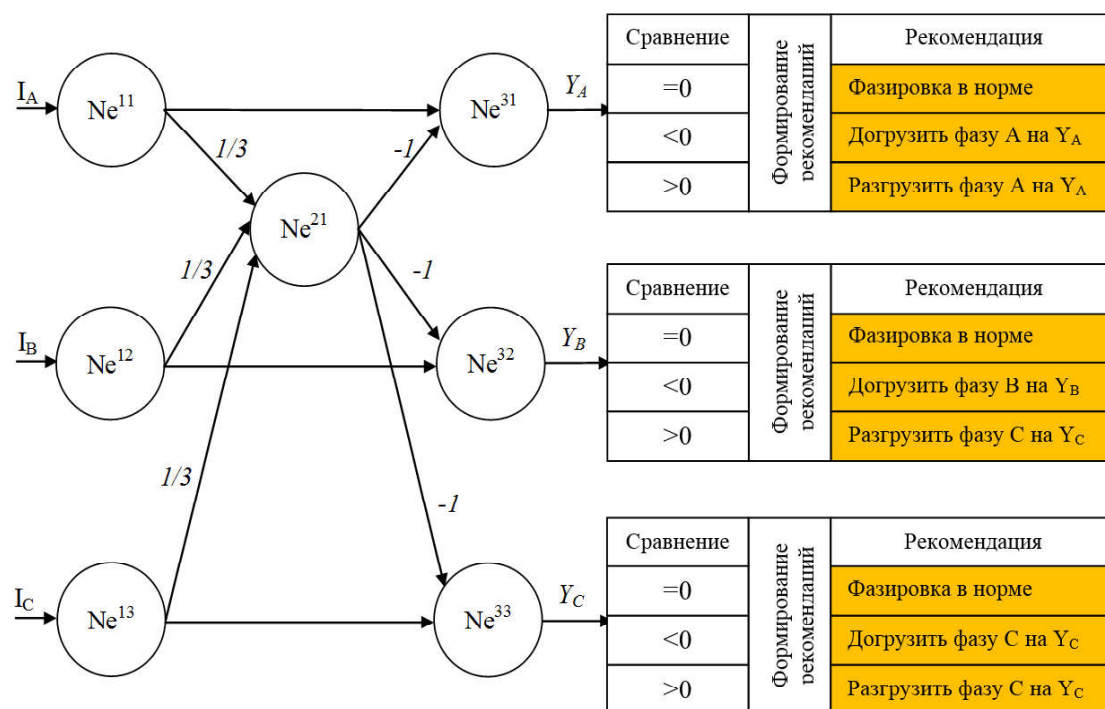 I_A
Ne^11
1/3
Ne^21
-1
Ne^31
Y_A
I_B
Ne^12
1/3
-1
Ne^32
Y_B
I_C
Ne^13
1/3
-1
Ne^33
Y_C
Сравнение
Формирование
рекомендаций
Рекомендация
=0
Фазировка в норме
<0
Догрузить фазу А на Y_A
>0
Разгрузить фазу А на Y_A
Сравнение
Формирование
рекомендаций
Рекомендация
=0
Фазировка в норме
<0
Догрузить фазу В на Y_B
>0
Разгрузить фазу С на Y_C
Сравнение
Формирование
рекомендаций
Рекомендация
=0
Фазировка в норме
<0
Догрузить фазу С на Y_C
>0
Разгрузить фазу С на Y_C